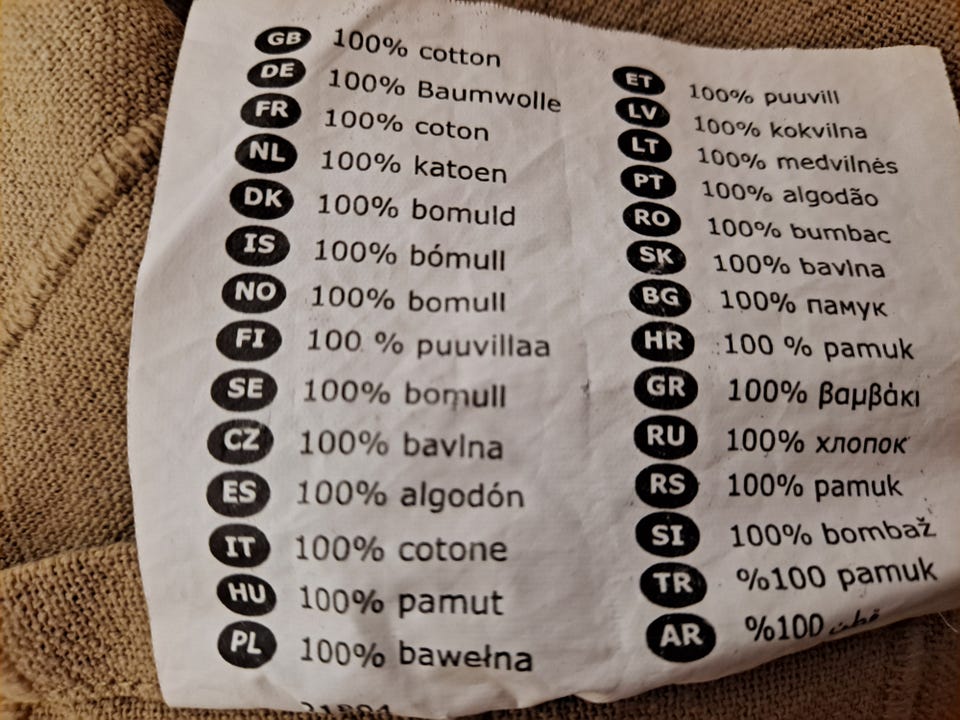 GB 100% cotton
DE 100% Baumwolle
FR 100% coton
NL 100% katoen
DK 100% bomuld
IS 100% bómull
NO 100% bomull
FI 100 % puuvillaa
SE 100% bomull
CZ 100% bavlna
ES 100% algodón
IT 100% cotone
HU 100% pamut
PL 100% bawełna
ET 100% puuvill
LV 100% kokvilna
LT 100% medvilnės
PT 100% algodão
RO 100% bumbac
SK 100% bavlna
BG 100% памук
HR 100 % pamuk
GR 100% βαμβάκι
RU 100% хлопок
RS 100% pamuk
SI 100% bombaž
TR %100 pamuk
AR %100 قطن